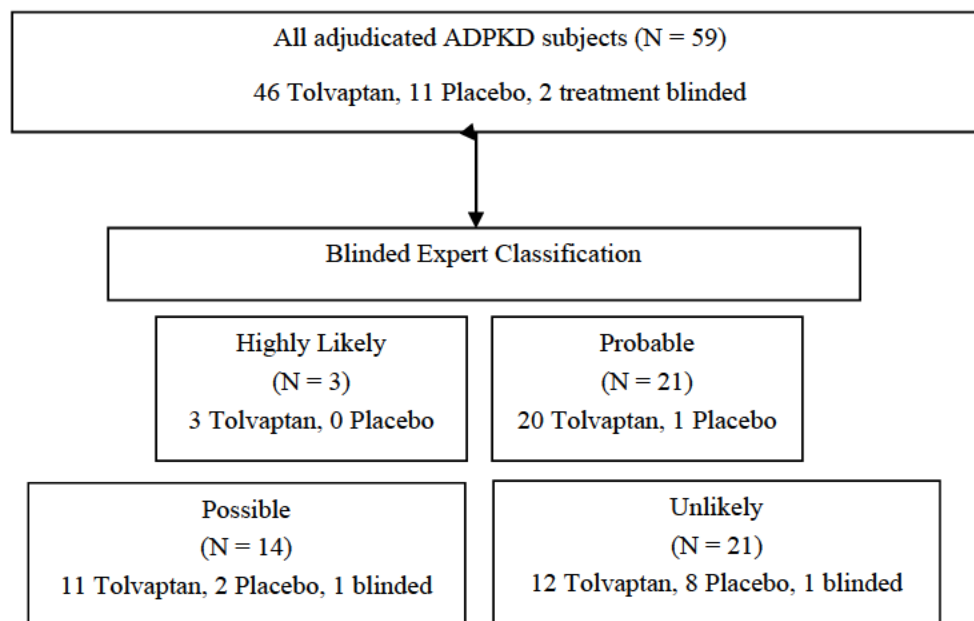 All adjudicated ADPKD subjects (N = 59)
46 Tolvaptan, 11 Placebo, 2 treatment blinded
Blinded Expert Classification
Highly Likely
(N = 3)
3 Tolvaptan, 0 Placebo
Probable
(N = 21)
20 Tolvaptan, 1 Placebo
Possible
(N = 14)
11 Tolvaptan, 2 Placebo, 1 blinded
Unlikely
(N = 21)
12 Tolvaptan, 8 Placebo, 1 blinded